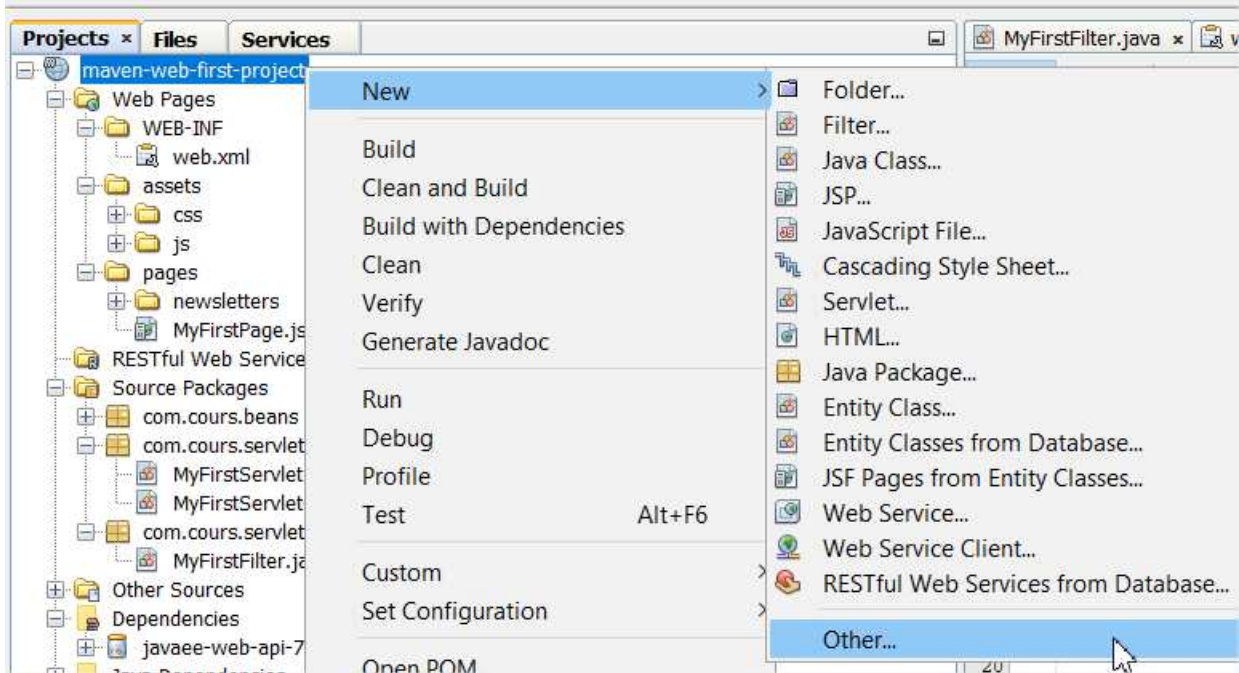 Projects × Files Services
MyFirstFilter.java ×
maven-web-first-project
Web Pages
WEB-INF
web.xml
assets
css
js
pages
newsletters
MyFirstPage.js
RESTful Web Service
Source Packages
com.cours.beans
com.cours.servlet
MyFirstServlet
MyFirstServlet
com.cours.servlet
MyFirstFilter.ja
Other Sources
Dependencies
javaee-web-api-7
Java Dependencies
New
Build
Clean and Build
Build with Dependencies
Clean
Verify
Generate Javadoc
Run
Debug
Profile
Test Alt+F6
Custom
Set Configuration
Open POM
Folder...
Filter...
Java Class...
JSP...
JavaScript File...
Cascading Style Sheet...
Servlet...
HTML...
Java Package...
Entity Class...
Entity Classes from Database...
JSF Pages from Entity Classes...
Web Service...
Web Service Client...
RESTful Web Services from Database...
Other...
20